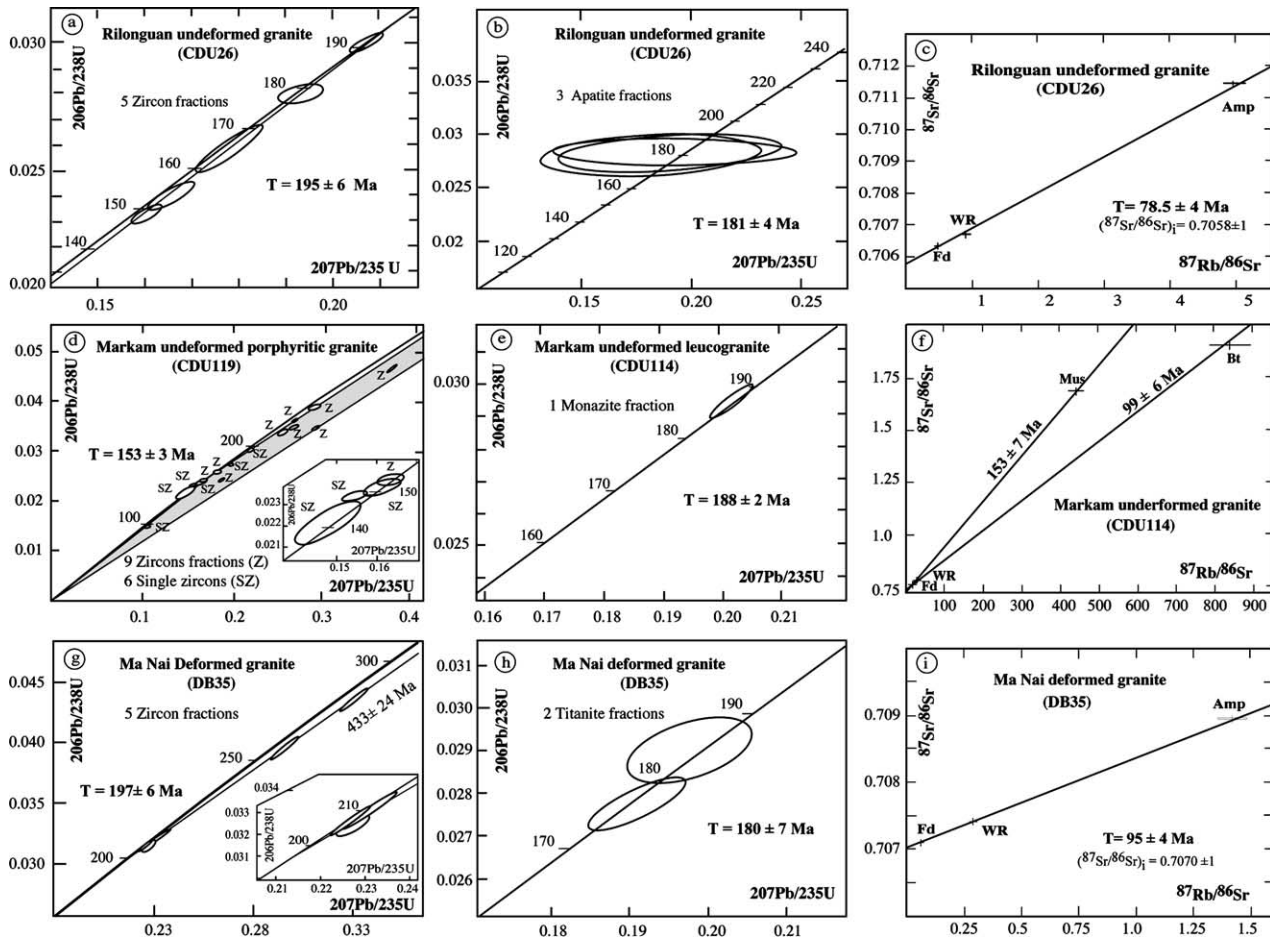 a
Rilonguan undeformed granite
(CDU26)
206Pb/238U
5 Zircon fractions
T = 195 ± 6 Ma
207Pb/235 U
0.030
0.025
0.020
0.15
0.20
140
150
160
170
180
190
b
Rilonguan undeformed granite
(CDU26)
206Pb/238U
3 Apatite fractions
T = 181 ± 4 Ma
207Pb/235U
0.035
0.030
0.025
0.02
0.15
0.20
0.25
120
140
160
180
200
220
240
c
Rilonguan undeformed granite
(CDU26)
87Sr/86Sr
Amp
WR
Fd
T= 78.5 ± 4 Ma
(87Sr/86Sr)i= 0.7058±1
87Rb/86Sr
0.712
0.711
0.710
0.709
0.708
0.707
0.706
1
2
3
4
5
d
Markam undeformed porphyritic granite
(CDU119)
206Pb/238U
T = 153 ± 3 Ma
9 Zircons fractions (Z)
6 Single zircons (SZ)
207Pb/235U
0.05
0.04
0.03
0.02
0.01
0.1
0.2
0.3
0.4
100
200
Z
Z
Z
Z
Z
Z
Z
Z
Z
SZ
SZ
SZ
SZ
SZ
206Pb/238U
0.023
0.022
0.021
0.15
0.16
140
150
Z
SZ
SZ
SZ
207Pb/235U
e
Markam undeformed leucogranite
(CDU114)
206Pb/238U
1 Monazite fraction
T = 188 ± 2 Ma
207Pb/235U
0.030
0.025
0.16
0.17
0.18
0.19
0.20
0.21
160
170
180
190
f
87Sr/86Sr
Mus
Bt
153 ± 7 Ma
99 ± 6 Ma
Markam underformed granite
(CDU114)
87Rb/86Sr
WR
Fd
1.75
1.5
1.25
1.0
0.75
100
200
300
400
500
600
700
800
900
g
Ma Nai Deformed granite
(DB35)
206Pb/238U
5 Zircon fractions
433± 24 Ma
T = 197± 6 Ma
207Pb/235U
0.045
0.040
0.035
0.030
0.23
0.28
0.33
200
250
300
206Pb/238U
0.034
0.033
0.032
0.031
0.21
0.22
0.23
0.24
200
210
207Pb/235U
h
Ma Nai deformed granite
(DB35)
206Pb/238U
2 Titanite fractions
T = 180 ± 7 Ma
207Pb/235U
0.031
0.030
0.029
0.028
0.027
0.026
0.18
0.19
0.20
0.21
170
180
190
i
Ma Nai deformed granite
(DB35)
87Sr/86Sr
Amp
Fd
WR
T= 95 ± 4 Ma
(87Sr/86Sr)i = 0.7070 ±1
87Rb/86Sr
0.709
0.708
0.707
0.25
0.5
0.75
1.0
1.25
1.5